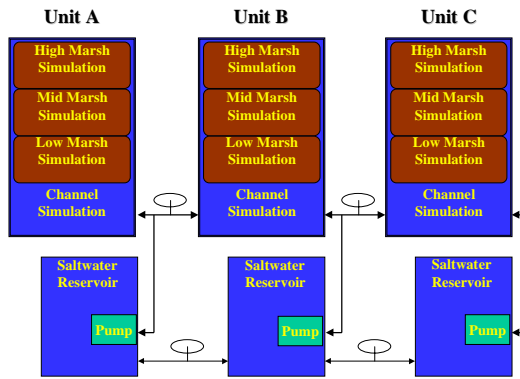 Unit A
Unit B
Unit C
High Marsh
Simulation
Mid Marsh
Simulation
Low Marsh
Simulation
Channel
Simulation
High Marsh
Simulation
Mid Marsh
Simulation
Low Marsh
Simulation
Channel
Simulation
High Marsh
Simulation
Mid Marsh
Simulation
Low Marsh
Simulation
Channel
Simulation
Saltwater
Reservoir
Pump
Saltwater
Reservoir
Pump
Saltwater
Reservoir
Pump